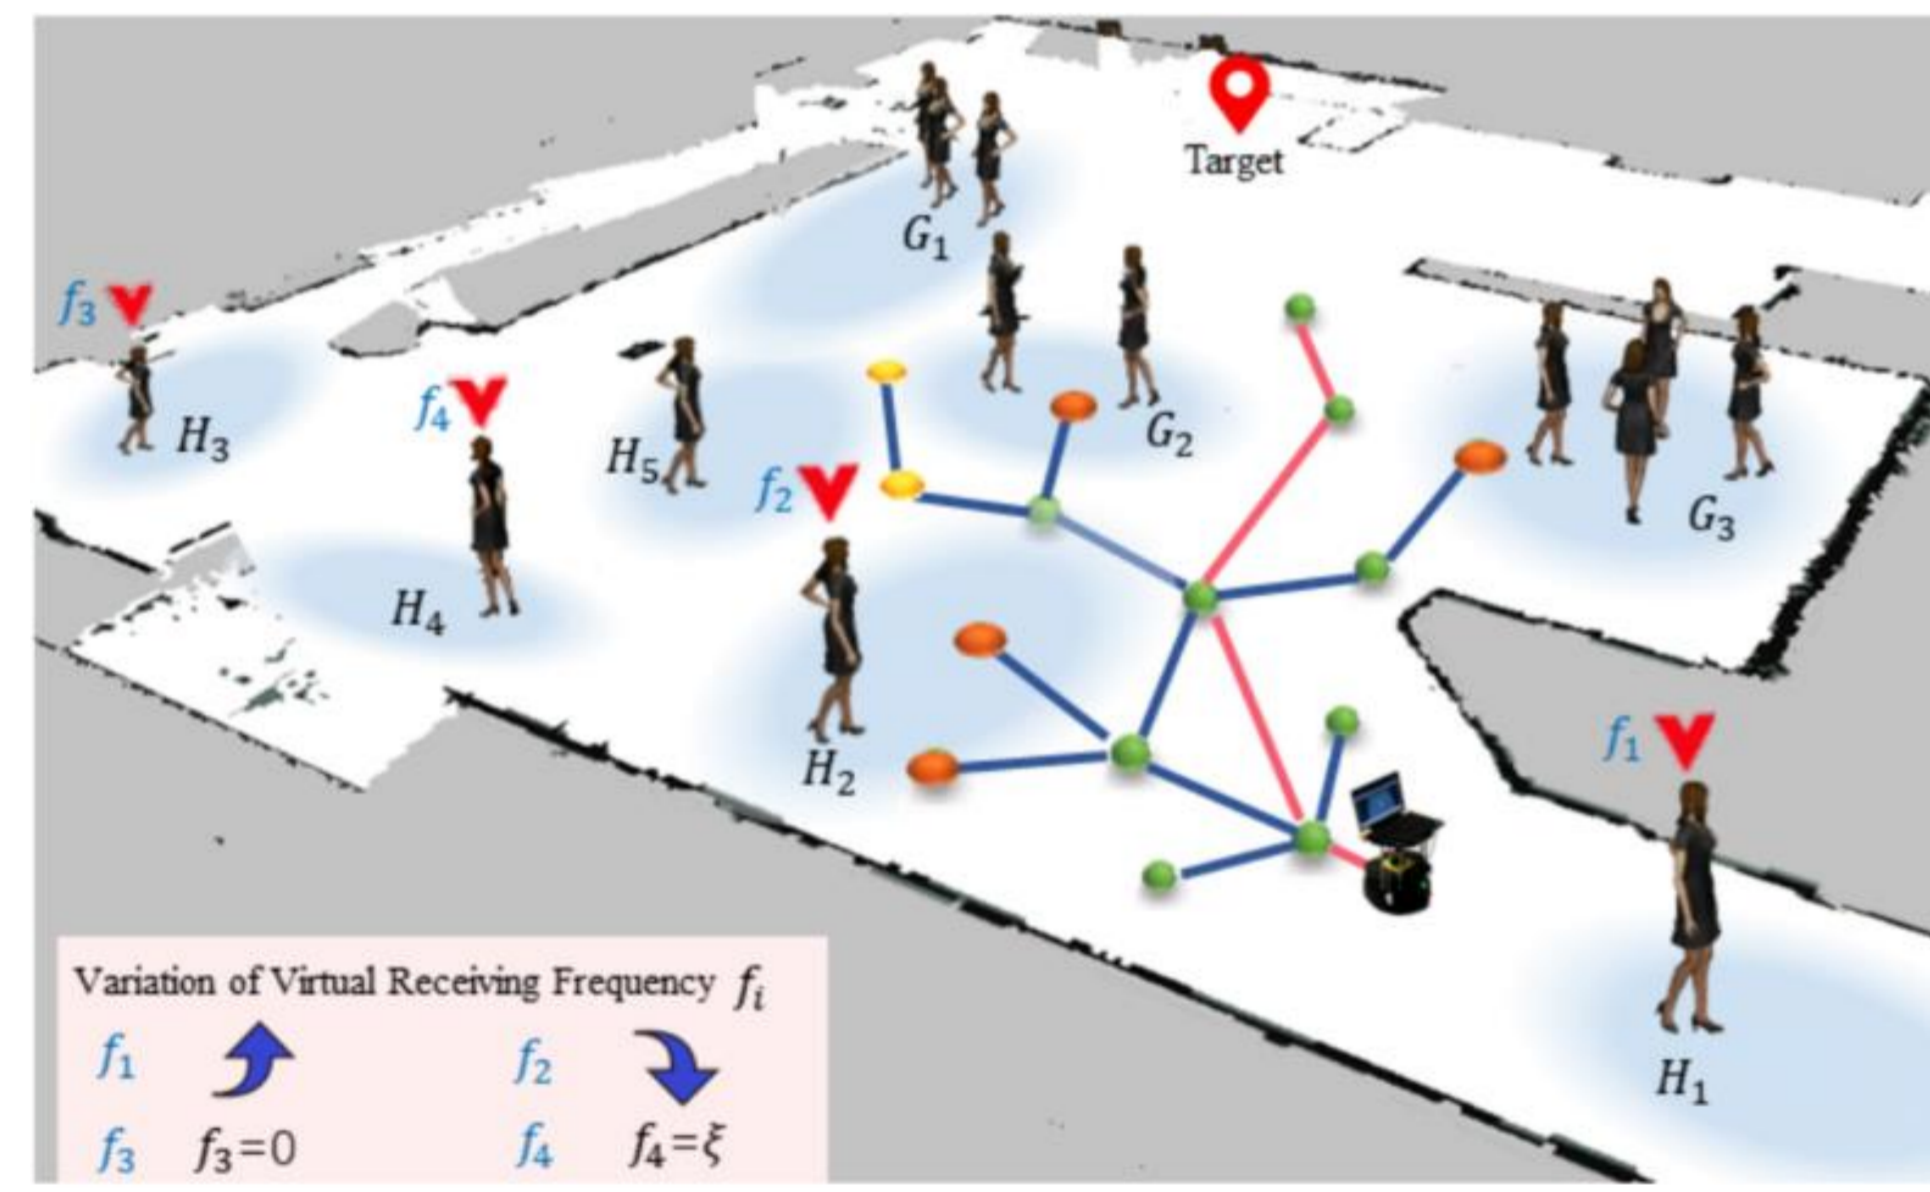 Target
G₁
f₃
H₃
f₄
H₄
H₅
f₂
H₂
G₂
G₃
f₁
H₁
Variation of Virtual Receiving Frequency fᵢ
f₁ f₂
f₃ f₃=0 f₄ f₄=ξ